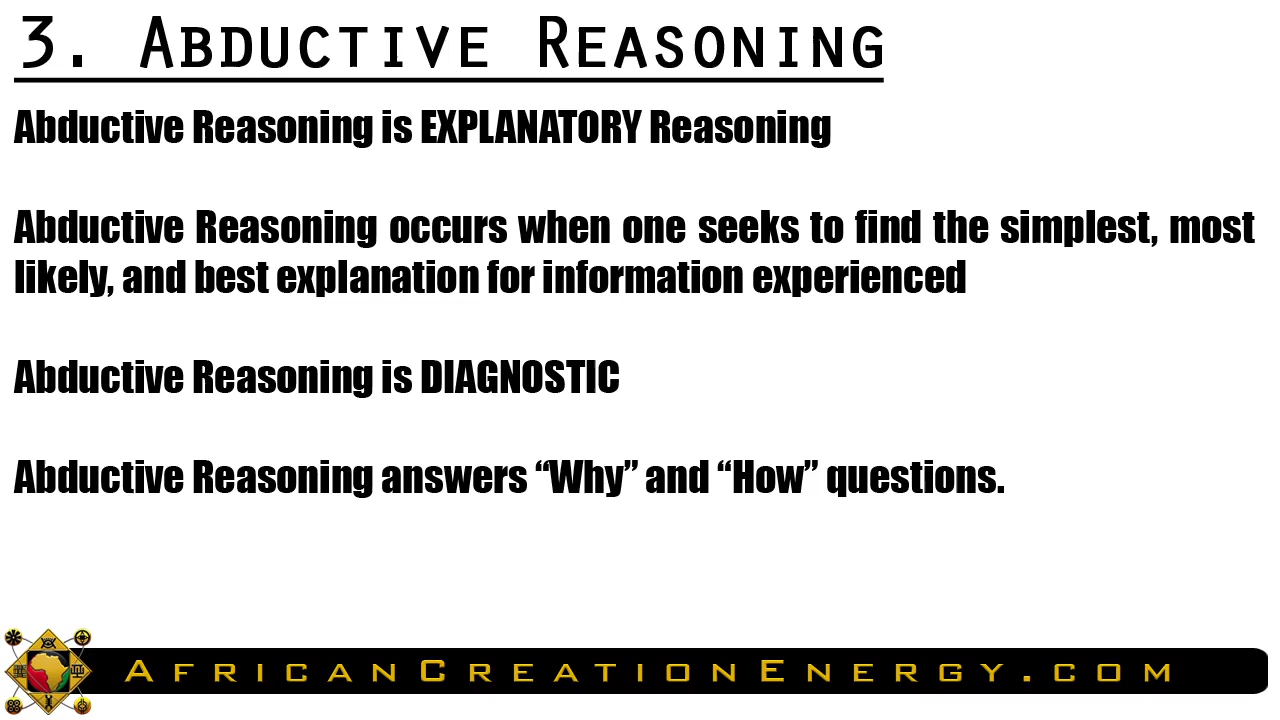 3. Abductive Reasoning
Abductive Reasoning is EXPLANATORY Reasoning
Abductive Reasoning occurs when one seeks to find the simplest, most
likely, and best explanation for information experienced
Abductive Reasoning is DIAGNOSTIC
Abductive Reasoning answers “Why” and “How” questions.
AfricanCreationEnergy.com